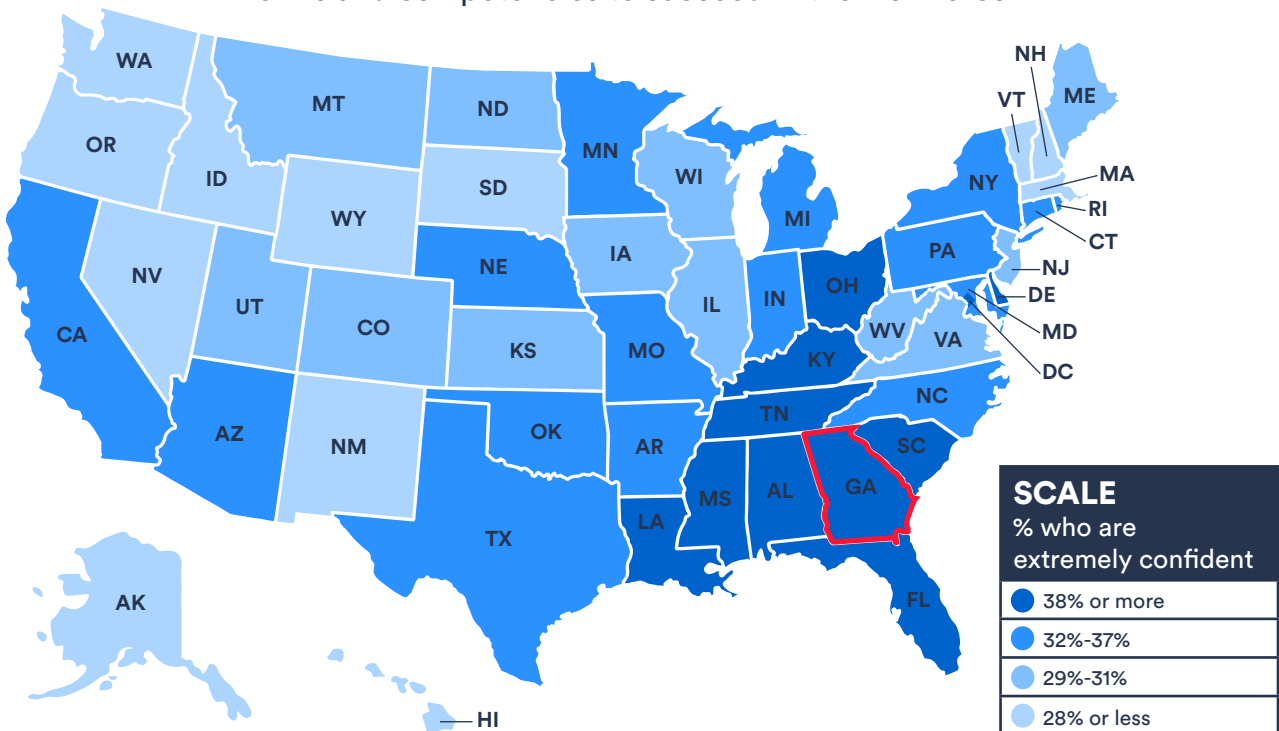 WA
OR
ID
MT
ND
SD
WY
NV
UT
CO
CA
AZ
NM
NE
KS
OK
TX
MN
IA
MO
AR
LA
WI
IL
MI
IN
OH
KY
TN
MS
AL
GA
FL
SC
NC
VA
WV
PA
NY
VT
NH
ME
MA
RI
CT
NJ
DE
MD
DC
AK
HI
SCALE
% who are
extremely confident
38% or more
32%-37%
29%-31%
28% or less